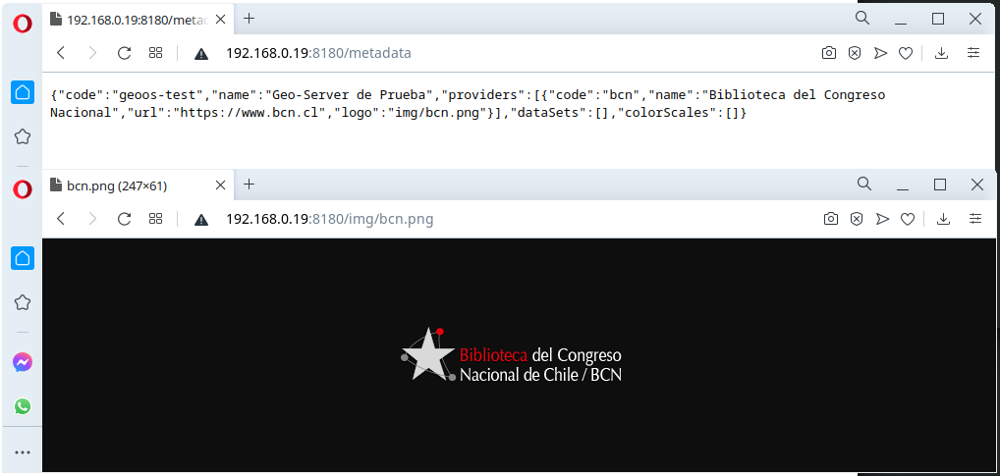 192.168.0.19:8180/metad
192.168.0.19:8180/metadata
{"code":"geoos-test","name":"Geo-Server de Prueba","providers":[{"code":"bcn","name":"Biblioteca del Congreso
Nacional","url":"https://www.bcn.cl","logo":"img/bcn.png"}],"dataSets":[],"colorScales":[]}
bcn.png (247×61)
192.168.0.19:8180/img/bcn.png
Biblioteca del Congreso
Nacional de Chile / BCN